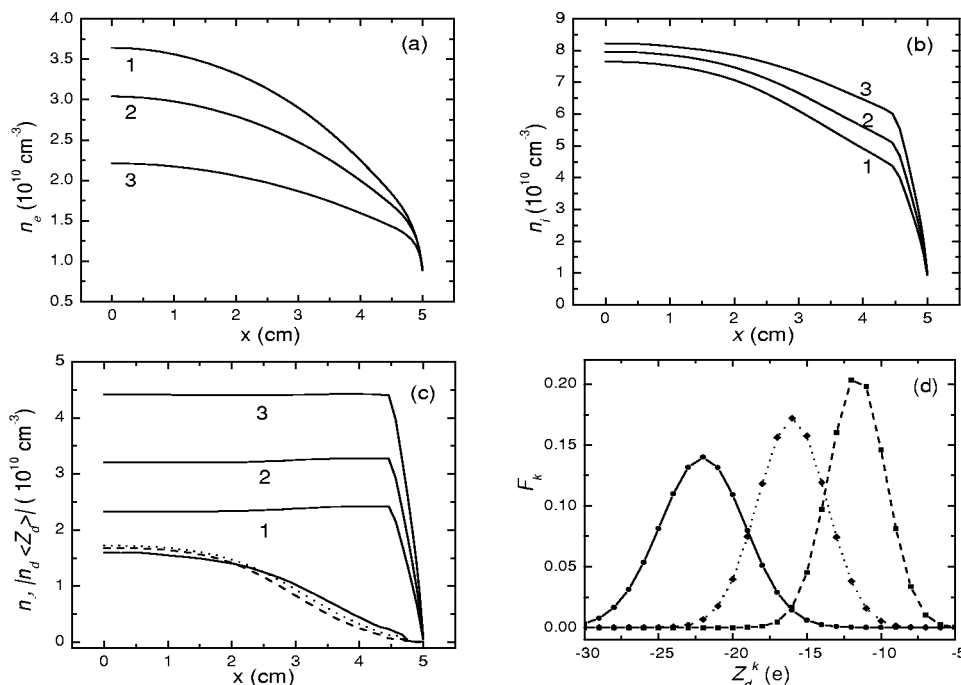 (a)
4.0
3.5
3.0
2.5
2.0
1.5
1.0
0.5
n_e (10^10 cm^-3)
1
2
3
0 1 2 3 4 5
x (cm)
(b)
9
8
7
6
5
4
3
2
1
0
n_i (10^10 cm^-3)
3
2
1
0 1 2 3 4 5
x (cm)
(c)
5
4
3
2
1
0
n_-, |n_d <Z_d>| (10^10 cm^-3)
3
2
1
0 1 2 3 4 5
x (cm)
(d)
0.20
0.15
0.10
0.05
0.00
F_k
-30 -25 -20 -15 -10 -5
Z_d^k (e)